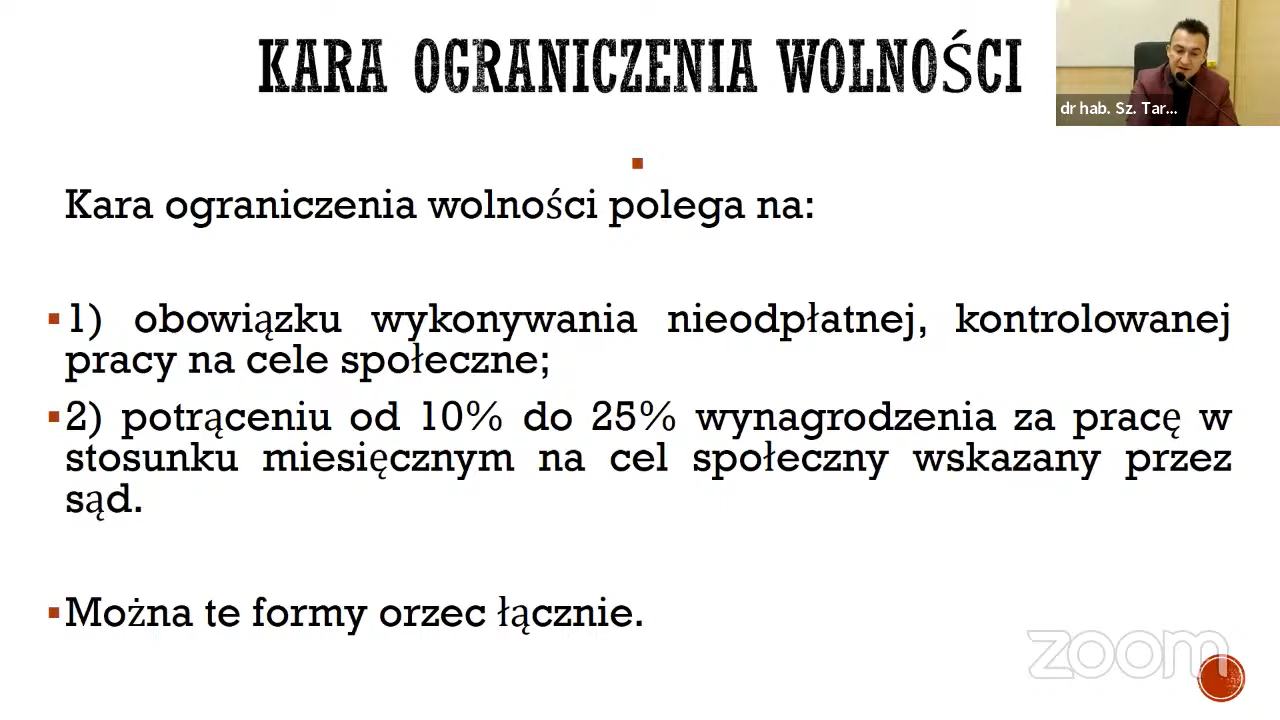 KARA OGRANICZENIA WOLNOŚCI
dr hab. Sz. Tar...
Kara ograniczenia wolności polega na:
1) obowiązku wykonywania nieodpłatnej, kontrolowanej
pracy na cele społeczne;
2) potrąceniu od 10% do 25% wynagrodzenia za pracę w
stosunku miesięcznym na cel społeczny wskazany przez
sąd.
Można te formy orzec łącznie.
zoom